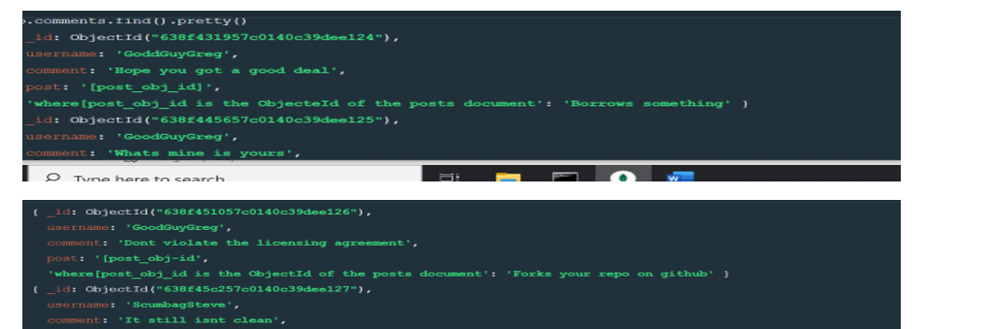 .comments.find().pretty()
_id: ObjectId("638f431957c0140c39dee124"),
username: 'GoddGuyGreg',
comment: 'Hope you got a good deal',
post: '[post_obj_id]',
'where[post_obj_id is the ObjecteId of the posts document': 'Borrows something' }
_id: ObjectId("638f445657c0140c39dee125"),
username: 'GoodGuyGreg',
comment: 'Whats mine is yours',
Type here to search
{ _id: ObjectId("638f451057c0140c39dee126"),
username: 'GoodGuyGreg',
comment: 'Dont violate the licensing agreement',
post: '[post_obj-id',
'where[post_obj_id is the ObjectId of the posts document': 'Forks your repo on github' }
{ _id: ObjectId("638f45c257c0140c39dee127"),
username: 'ScumbagSteve',
comment: 'It still isnt clean',